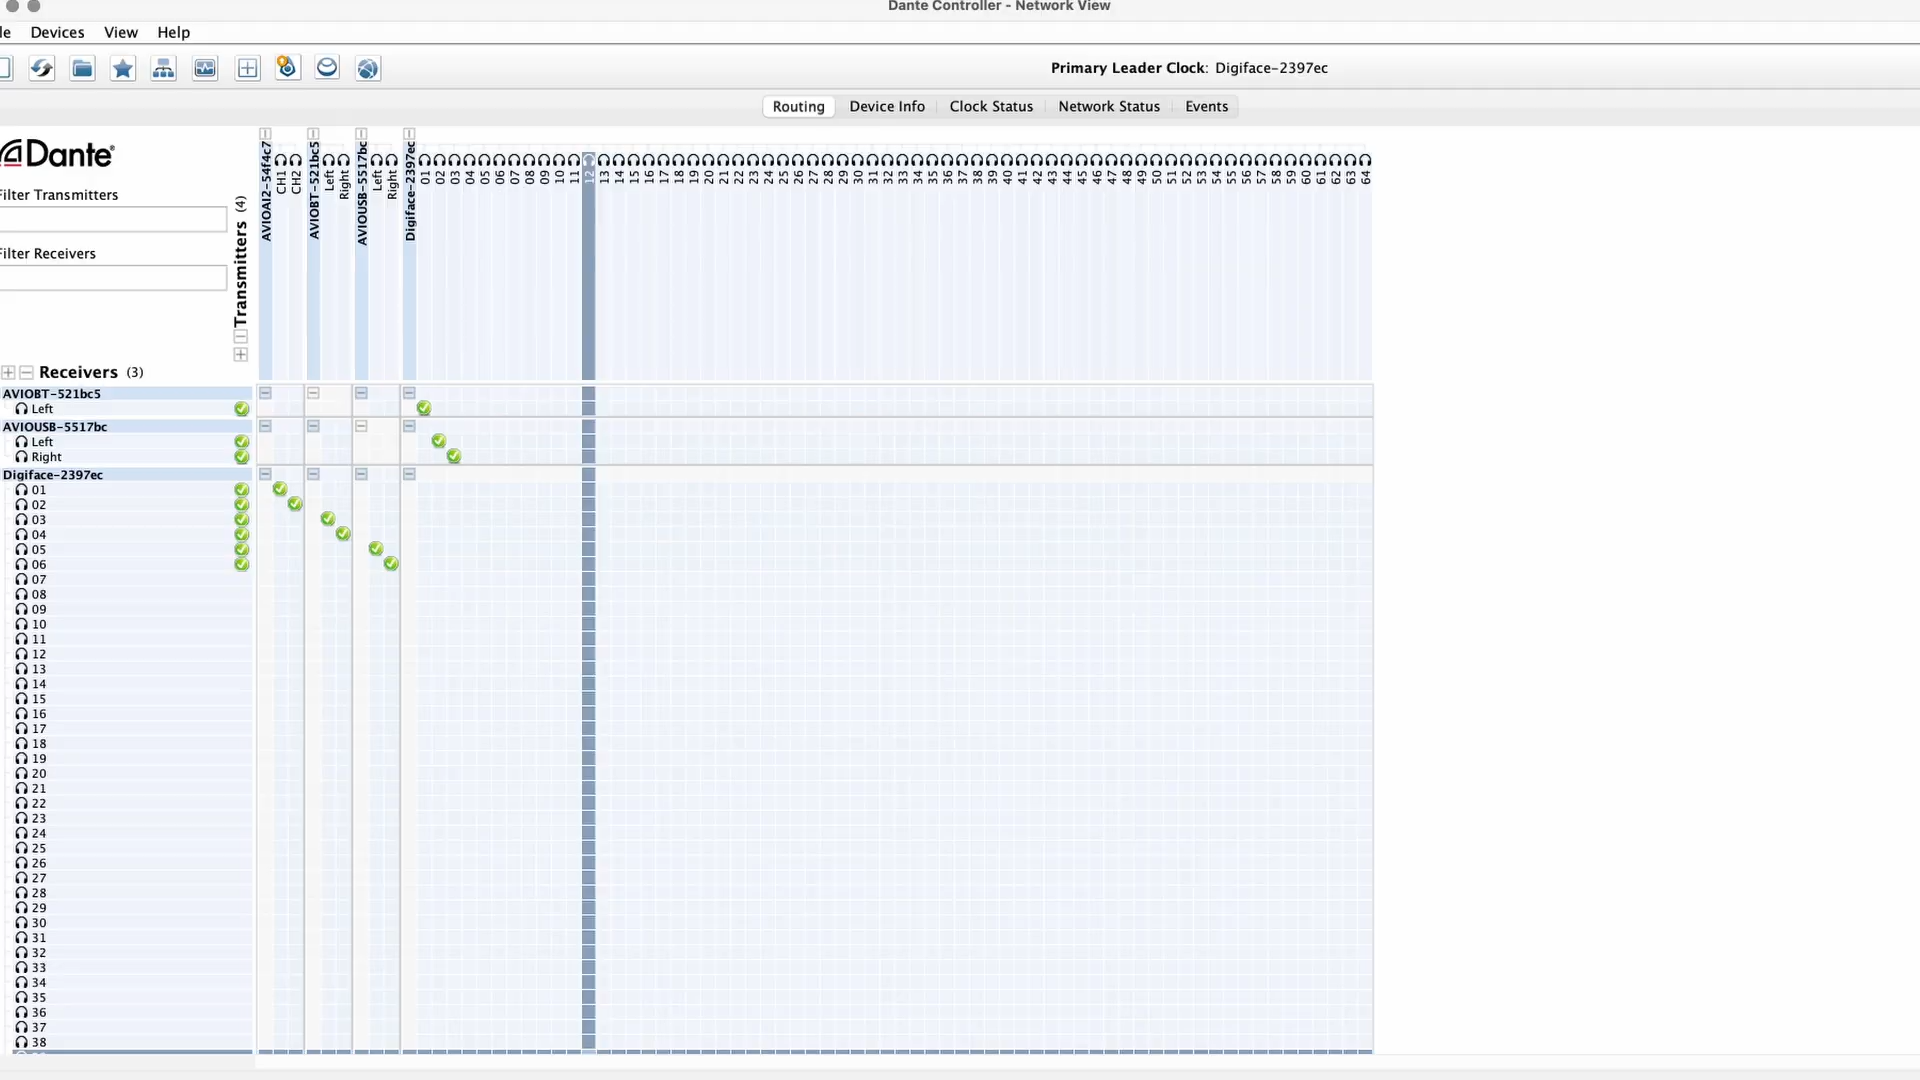 Dante Controller - Network View
le Devices View Help
Primary Leader Clock: Digiface-2397ec
Routing Device Info Clock Status Network Status Events
Dante®
Filter Transmitters
Filter Receivers
Transmitters (4)
AVIOAI2-54f4c7
CH1
CH2
AVIOBT-521bc5
Left
Right
AVIOUSB-5517bc
Left
Right
Digiface-2397ec
01 02 03 04 05 06 07 08 09 10 11 12 13 14 15 16 17 18 19 20 21 22 23 24 25 26 27 28 29 30 31 32 33 34 35 36 37 38 39 40 41 42 43 44 45 46 47 48 49 50 51 52 53 54 55 56 57 58 59 60 61 62 63 64
Receivers (3)
AVIOBT-521bc5
Left
AVIOUSB-5517bc
Left
Right
Digiface-2397ec
01
02
03
04
05
06
07
08
09
10
11
12
13
14
15
16
17
18
19
20
21
22
23
24
25
26
27
28
29
30
31
32
33
34
35
36
37
38